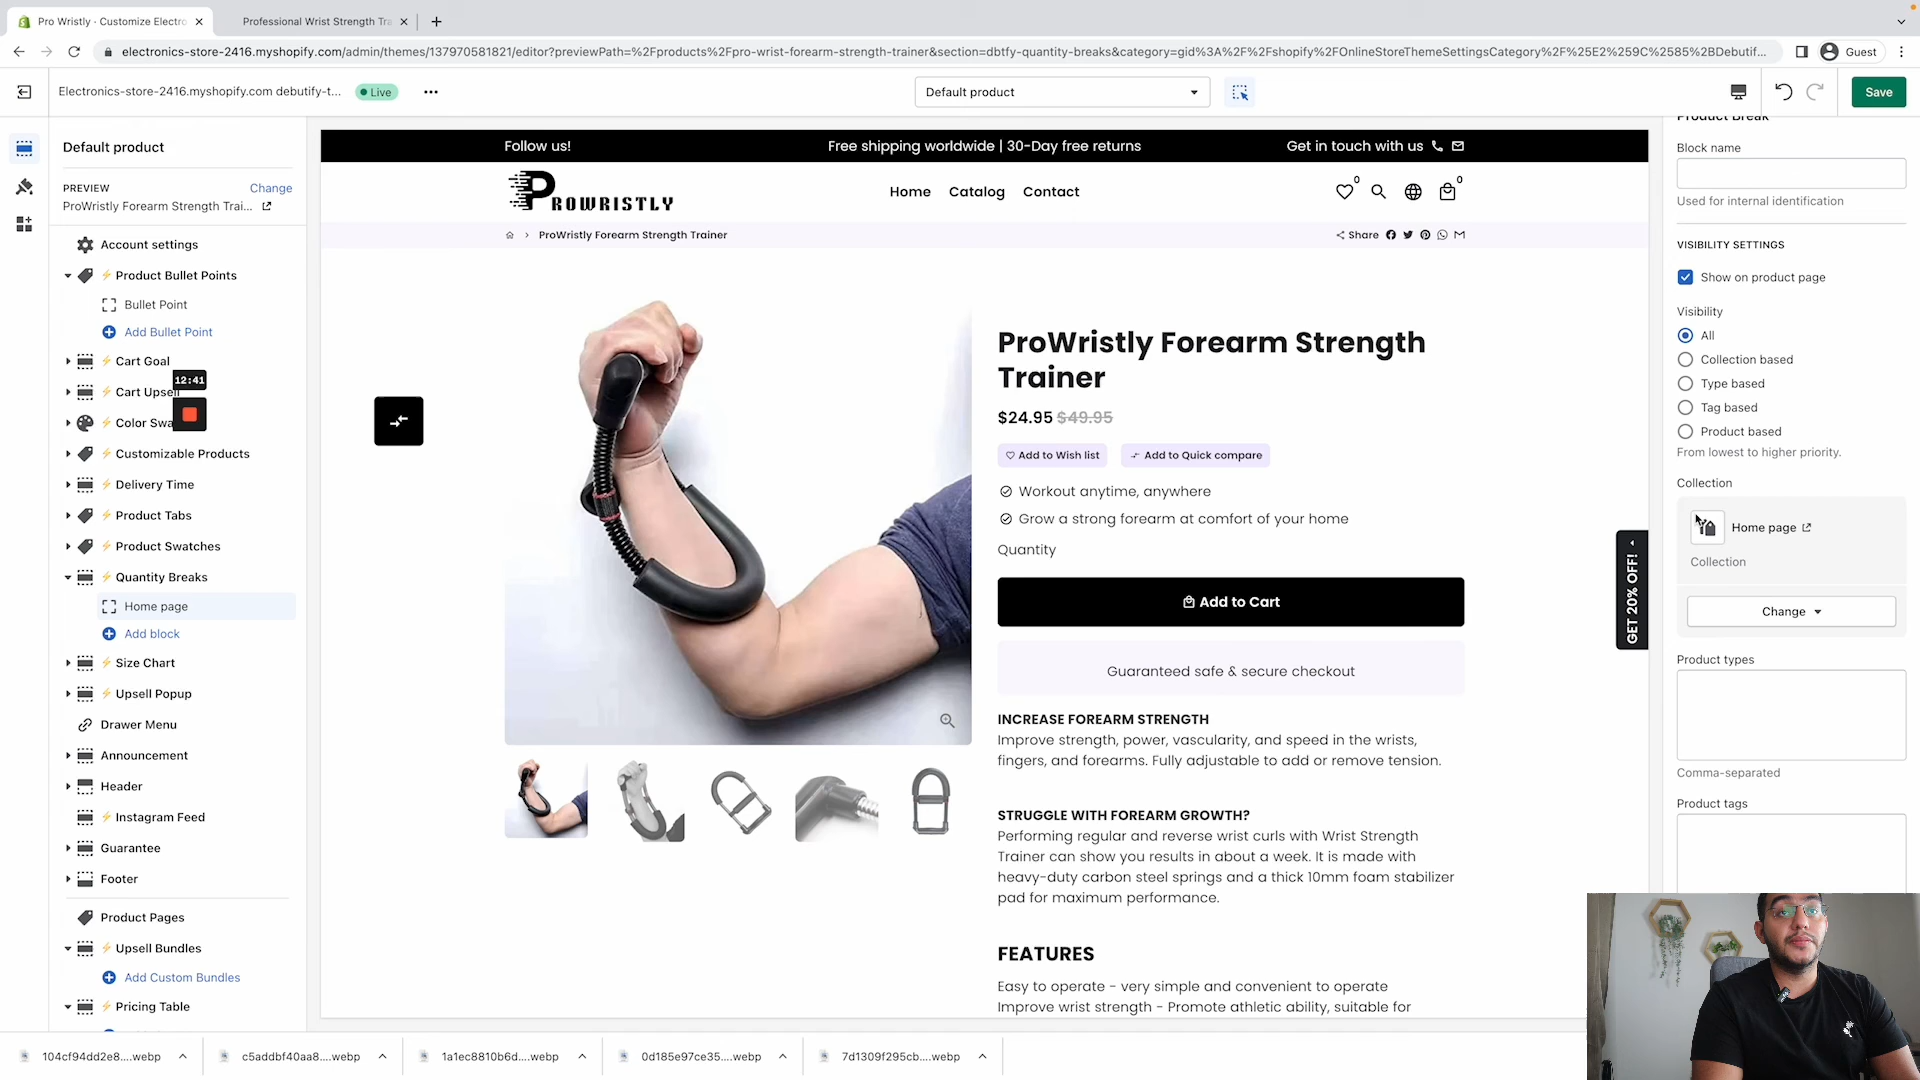 Pro Wristly · Customize Electro
Professional Wrist Strength Tra
electronics-store-2416.myshopify.com/admin/themes/137970581821/editor?previewPath=%2Fproducts%2Fpro-wrist-forearm-strength-trainer&section=dbtfy-quantity-breaks&category=gid%3A%2F%2Fshopify%2FOnlineStoreThemeSettingsCategory%2F%25E2%259C%2585%2BDebutif...
Guest
Electronics-store-2416.myshopify.com debutify-t...
Live
Default product
Save
Default product
PREVIEW
Change
ProWristly Forearm Strength Trai...
Account settings
Product Bullet Points
Bullet Point
Add Bullet Point
Cart Goal
12:41
Cart Upsell
Color Swa
Customizable Products
Delivery Time
Product Tabs
Product Swatches
Quantity Breaks
Home page
Add block
Size Chart
Upsell Popup
Drawer Menu
Announcement
Header
Instagram Feed
Guarantee
Footer
Product Pages
Upsell Bundles
Add Custom Bundles
Pricing Table
Follow us!
Free shipping worldwide | 30-Day free returns
Get in touch with us
PROWRISTLY
Home
Catalog
Contact
0
0
ProWristly Forearm Strength Trainer
Share
ProWristly Forearm Strength
Trainer
$24.95 $49.95
Add to Wish list
Add to Quick compare
Workout anytime, anywhere
Grow a strong forearm at comfort of your home
Quantity
Add to Cart
Guaranteed safe & secure checkout
INCREASE FOREARM STRENGTH
Improve strength, power, vascularity, and speed in the wrists,
fingers, and forearms. Fully adjustable to add or remove tension.
STRUGGLE WITH FOREARM GROWTH?
Performing regular and reverse wrist curls with Wrist Strength
Trainer can show you results in about a week. It is made with
heavy-duty carbon steel springs and a thick 10mm foam stabilizer
pad for maximum performance.
FEATURES
Easy to operate - very simple and convenient to operate
Improve wrist strength - Promote athletic ability, suitable for
GET 20% OFF!
Product Break
Block name
Used for internal identification
VISIBILITY SETTINGS
Show on product page
Visibility
All
Collection based
Type based
Tag based
Product based
From lowest to higher priority.
Collection
Home page
Collection
Change
Product types
Comma-separated
Product tags
104cf94dd2e8....webp
c5addbf40aa8....webp
1a1ec8810b6d....webp
0d185e97ce35....webp
7d1309f295cb....webp